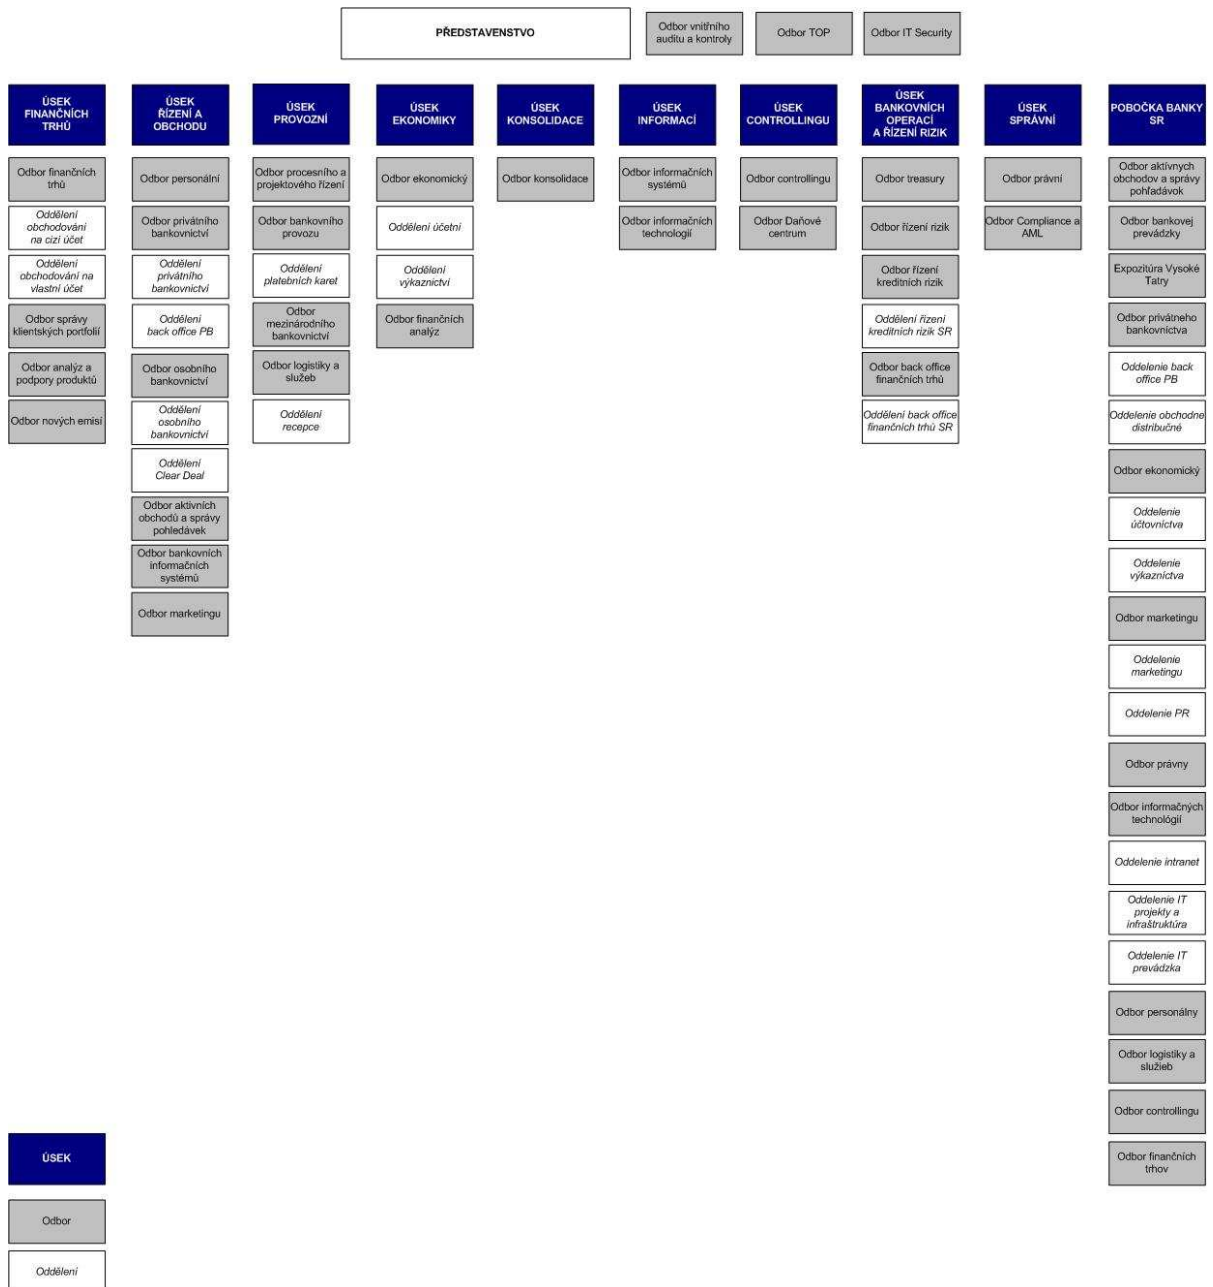 PŘEDSTAVENSTVO
Odbor vnitřního
auditu a kontroly
Odbor TOP
Odbor IT Security
ÚSEK
FINANČNÍCH
TRHŮ
Odbor finančních
trhů
Oddělení
obchodování
na cizí účet
Oddělení
obchodování na
vlastní účet
Odbor správy
klientských portfolií
Odbor analýz a
podpory produktů
Odbor nových emisí
ÚSEK
ŘÍZENÍ A
OBCHODU
Odbor personální
Odbor privátního
bankovnictví
Oddělení
privátního
bankovnictví
Oddělení
back office PB
Odbor osobního
bankovnictví
Oddělení
osobního
bankovnictví
Oddělení
Clear Deal
Odbor aktivních
obchodů a správy
pohledávek
Odbor bankovních
informačních
systémů
Odbor marketingu
ÚSEK
PROVOZNÍ
Odbor procesního a
projektového řízení
Odbor bankovního
provozu
Oddělení
platebních karet
Odbor
mezinárodního
bankovnictví
Odbor logistiky a
služeb
Oddělení
recepce
ÚSEK
EKONOMIKY
Odbor ekonomický
Oddělení účetní
Oddělení
výkaznictví
Odbor finančních
analýz
ÚSEK
KONSOLIDACE
Odbor konsolidace
ÚSEK
INFORMACÍ
Odbor informačních
systémů
Odbor informačních
technologií
ÚSEK
CONTROLLINGU
Odbor controllingu
Odbor Daňové
centrum
ÚSEK
BANKOVNÍCH
OPERACÍ
A ŘÍZENÍ RIZIK
Odbor treasury
Odbor řízení rizik
Odbor řízení
kreditních rizik
Oddělení řízení
kreditních rizik SR
Odbor back office
finančních trhů
Oddělení back office
finančních trhů SR
ÚSEK
SPRÁVNÍ
Odbor právní
Odbor Compliance a
AML
POBOČKA BANKY
SR
Odbor aktívnych
obchodov a správy
pohľadávok
Odbor bankovej
prevádzky
Expozitúra Vysoké
Tatry
Odbor privátneho
bankovníctva
Oddelenie back
office PB
Oddelenie obchodne
distribučné
Odbor ekonomický
Oddelenie
účtovníctva
Oddelenie
výkazníctva
Odbor marketingu
Oddelenie
marketingu
Oddelenie PR
Odbor právny
Odbor informačných
technológií
Oddelenie intranet
Oddelenie IT
projekty a
infraštruktúra
Oddelenie IT
prevádzka
Odbor personálny
Odbor logistiky a
služieb
Odbor controllingu
Odbor finančních
trhov
ÚSEK
Odbor
Oddělení